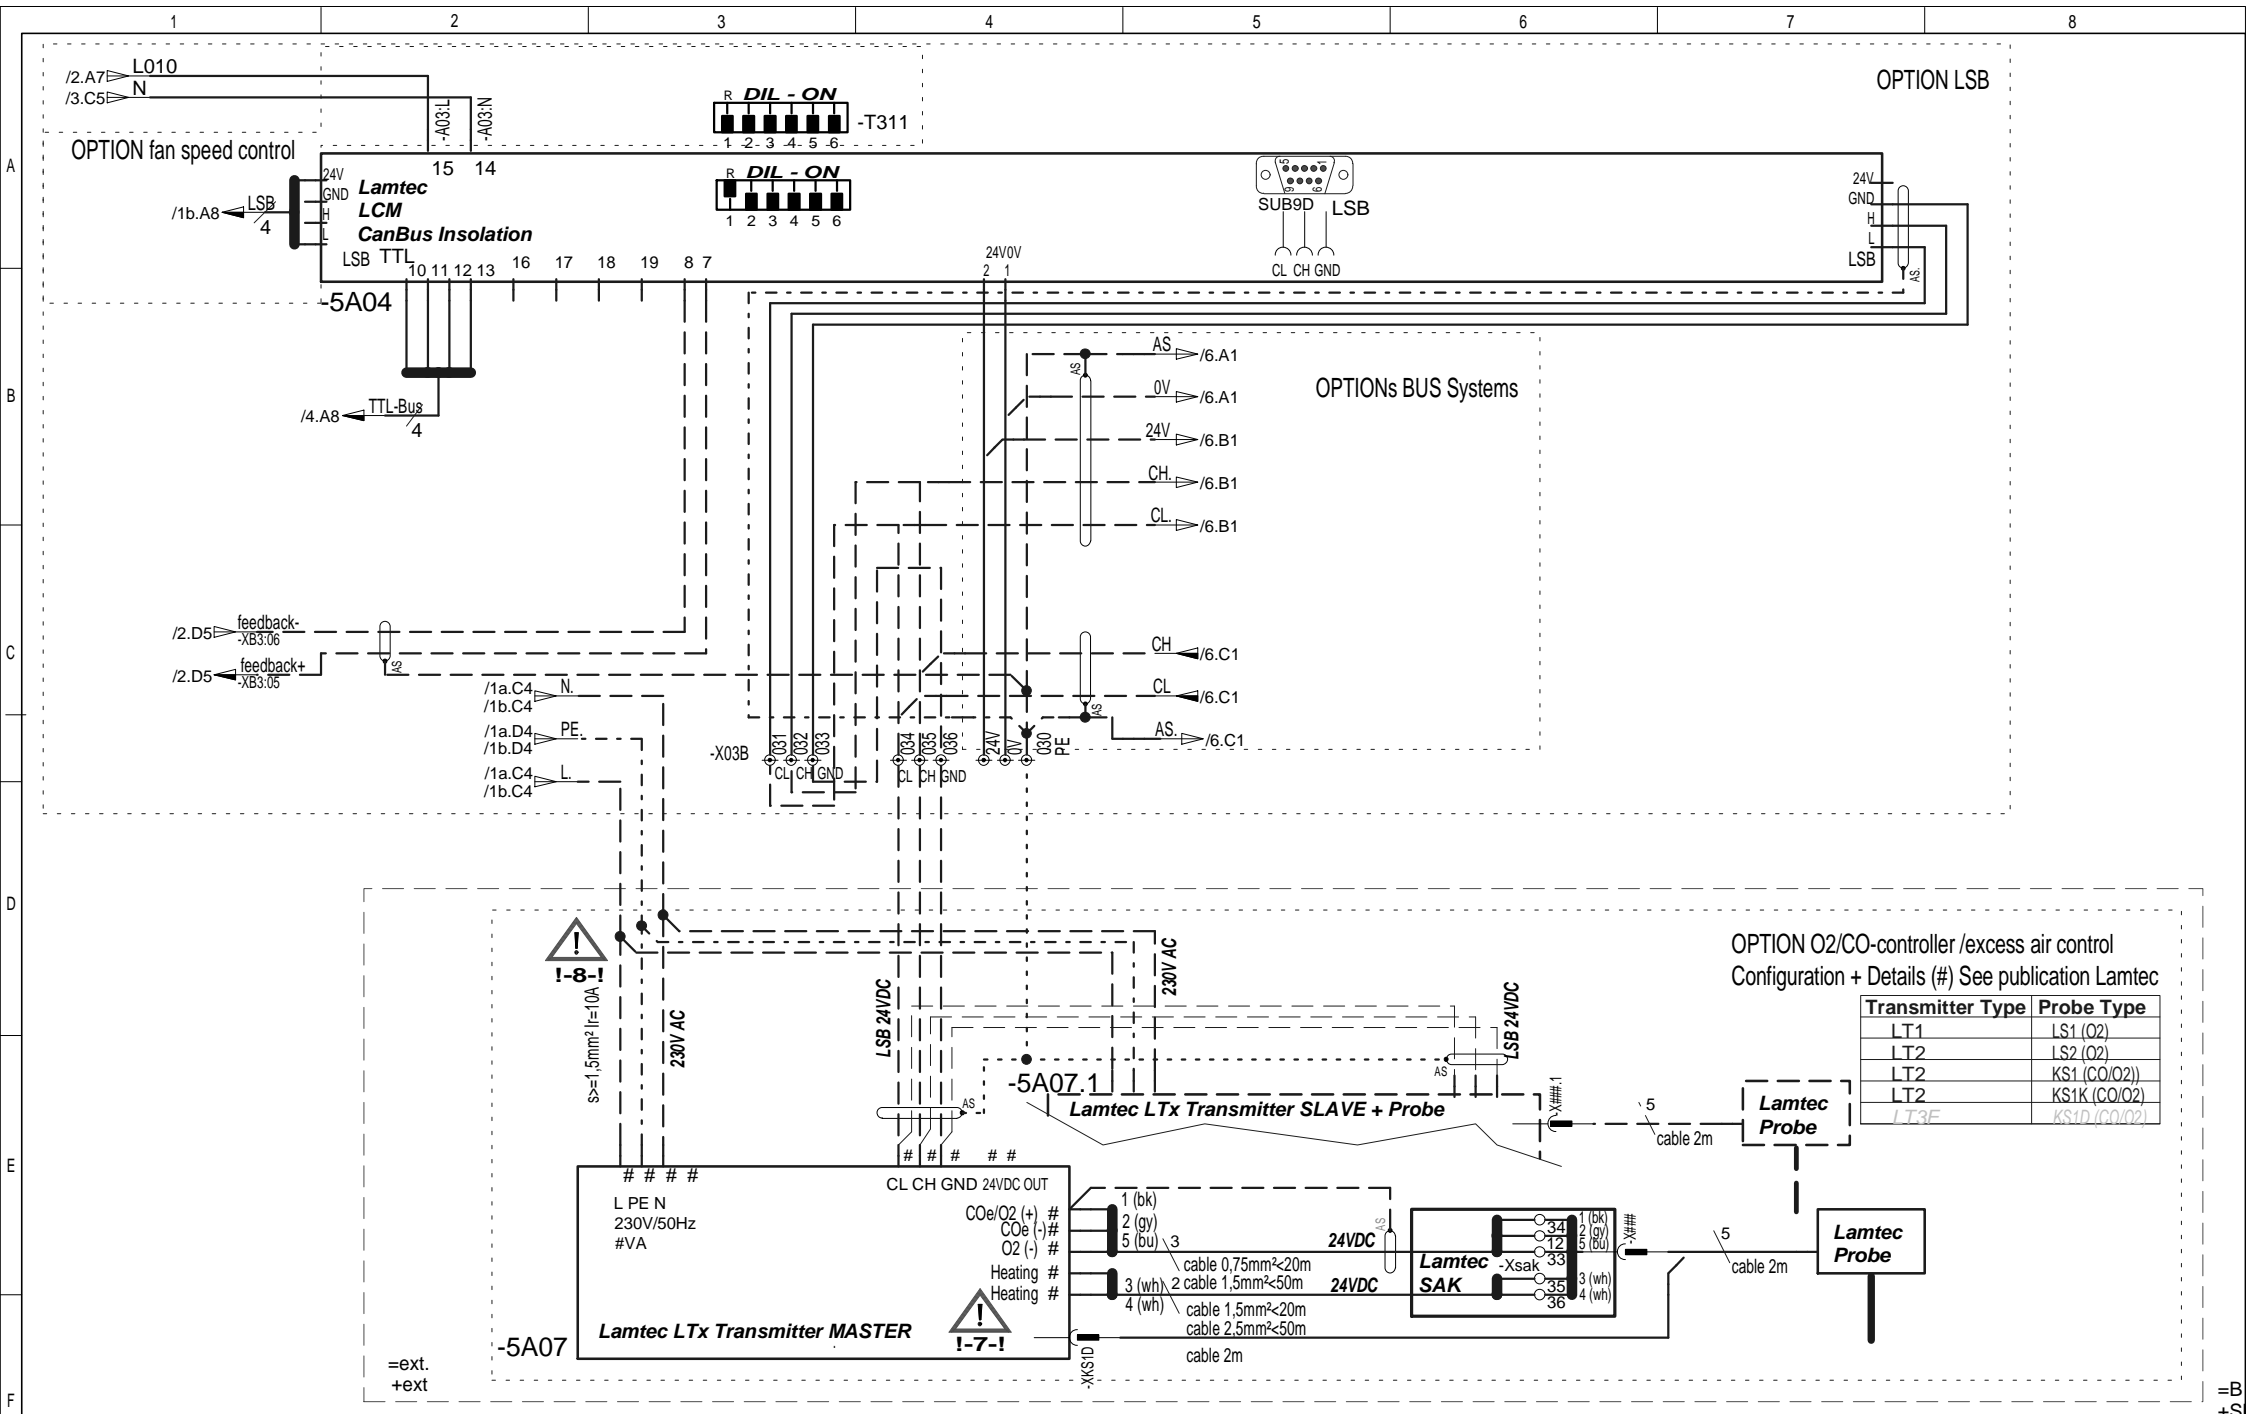 1 2 3 4 5 6 7 8
A
B
C
D
E
F
/2.A7 L010
/3.C5 N
-A03:L
-A03:N
R DIL - ON
1 2 3 4 5 6
-T311
OPTION LSB
OPTION fan speed control
15 14
24V
GND
H
L
/1b.A8 LSB
4
Lamtec
LCM
CanBus Insolation
LSB TTL
10 11 12 13 16 17 18 19 8 7
R DIL - ON
1 2 3 4 5 6
24V 0V
2 1
5 1
9 6
SUB9D LSB
CL CH GND
24V
GND
H
L
LSB
AS.
-5A04
/4.A8 TTL-Bus
4
OPTIONs BUS Systems
AS /6.A1
AS
0V /6.A1
24V /6.B1
CH. /6.B1
CL. /6.B1
/2.D5 feedback-
-XB3:06
/2.D5 feedback+
-XB3:05
AS
CH /6.C1
CL /6.C1
AS
AS. /6.C1
/1a.C4 N.
/1b.C4
/1a.D4 PE.
/1b.D4
/1a.C4 L.
/1b.C4
-X03B
031 032 033 034 035 036 24V 0V 030 PE
CL CH GND CL CH GND
!
!-8-!
s>=1,5mm² Ir=10A
230V AC
LSB 24VDC
230V AC
LSB 24VDC
OPTION O2/CO-controller /excess air control
Configuration + Details (#) See publication Lamtec
Transmitter Type Probe Type
LT1 LS1 (O2)
LT2 LS2 (O2)
LT2 KS1 (CO/O2))
LT2 KS1K (CO/O2)
LT3F KS1D (CO/O2)
AS
AS
-5A07.1
Lamtec LTx Transmitter SLAVE + Probe
-X###.1
5
cable 2m
Lamtec
Probe
# # # #
# # # # #
L PE N
230V/50Hz
#VA
CL CH GND 24VDC OUT
COe/O2 (+) #
COe (-) #
O2 (-) #
Heating #
Heating #
1 (bk)
2 (gy)
5 (bu) 3
cable 0,75mm²<20m
3 (wh) 2 cable 1,5mm²<50m
4 (wh) cable 1,5mm²<20m
cable 2,5mm²<50m
cable 2m
24VDC
24VDC
AS
Lamtec
SAK
-Xsak
34
12
33
35
36
1 (bk)
2 (gy)
5 (bu)
3 (wh)
4 (wh)
-X###
5
cable 2m
Lamtec
Probe
-5A07
Lamtec LTx Transmitter MASTER
!
!-7-!
-XKS1D
=ext.
+ext
=B